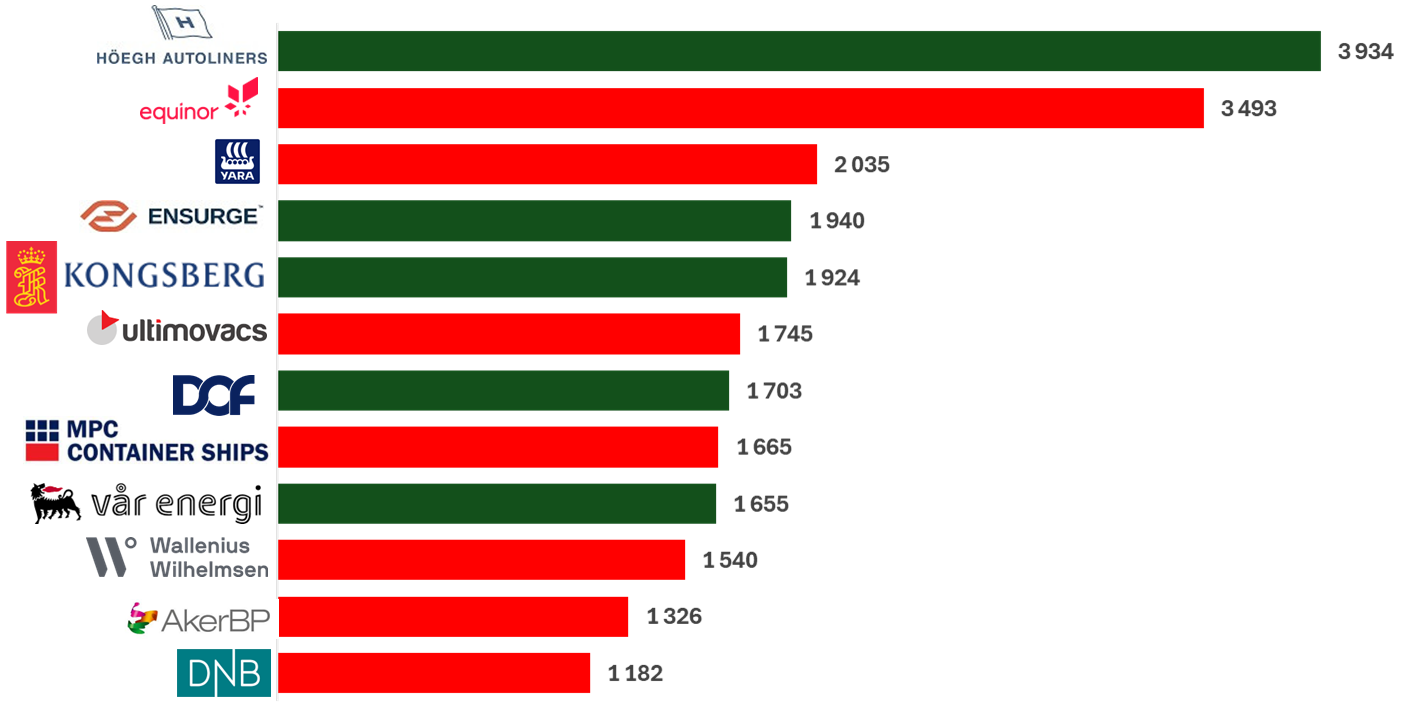 H
HÖEGH AUTOLINERS
3 934
equinor
3 493
YARA
2 035
ENSURGE™
1 940
KONGSBERG
1 924
ultimovacs
1 745
DOF
1 703
MPC
CONTAINER SHIPS
1 665
vår energi
1 655
Wallenius
Wilhelmsen
1 540
AkerBP
1 326
DNB
1 182